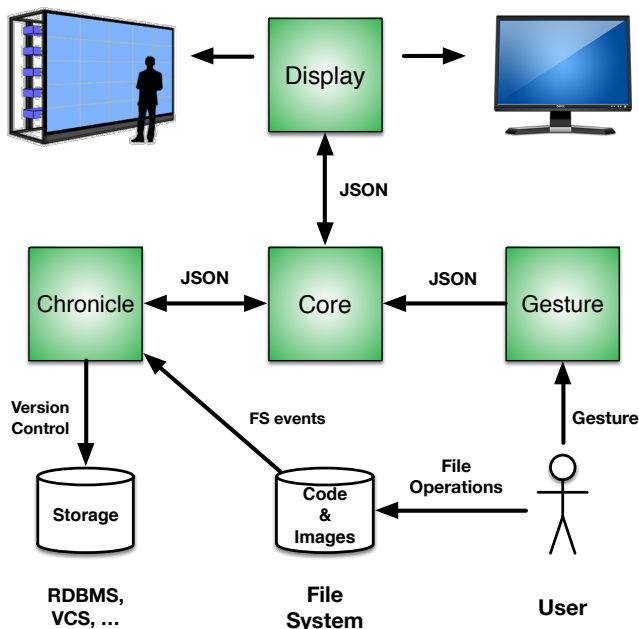 Display
JSON
JSON
JSON
Chronicle
Core
Gesture
Version
Control
FS events
Gesture
File
Operations
Storage
Code
&
Images
RDBMS,
VCS, ...
File
System
User